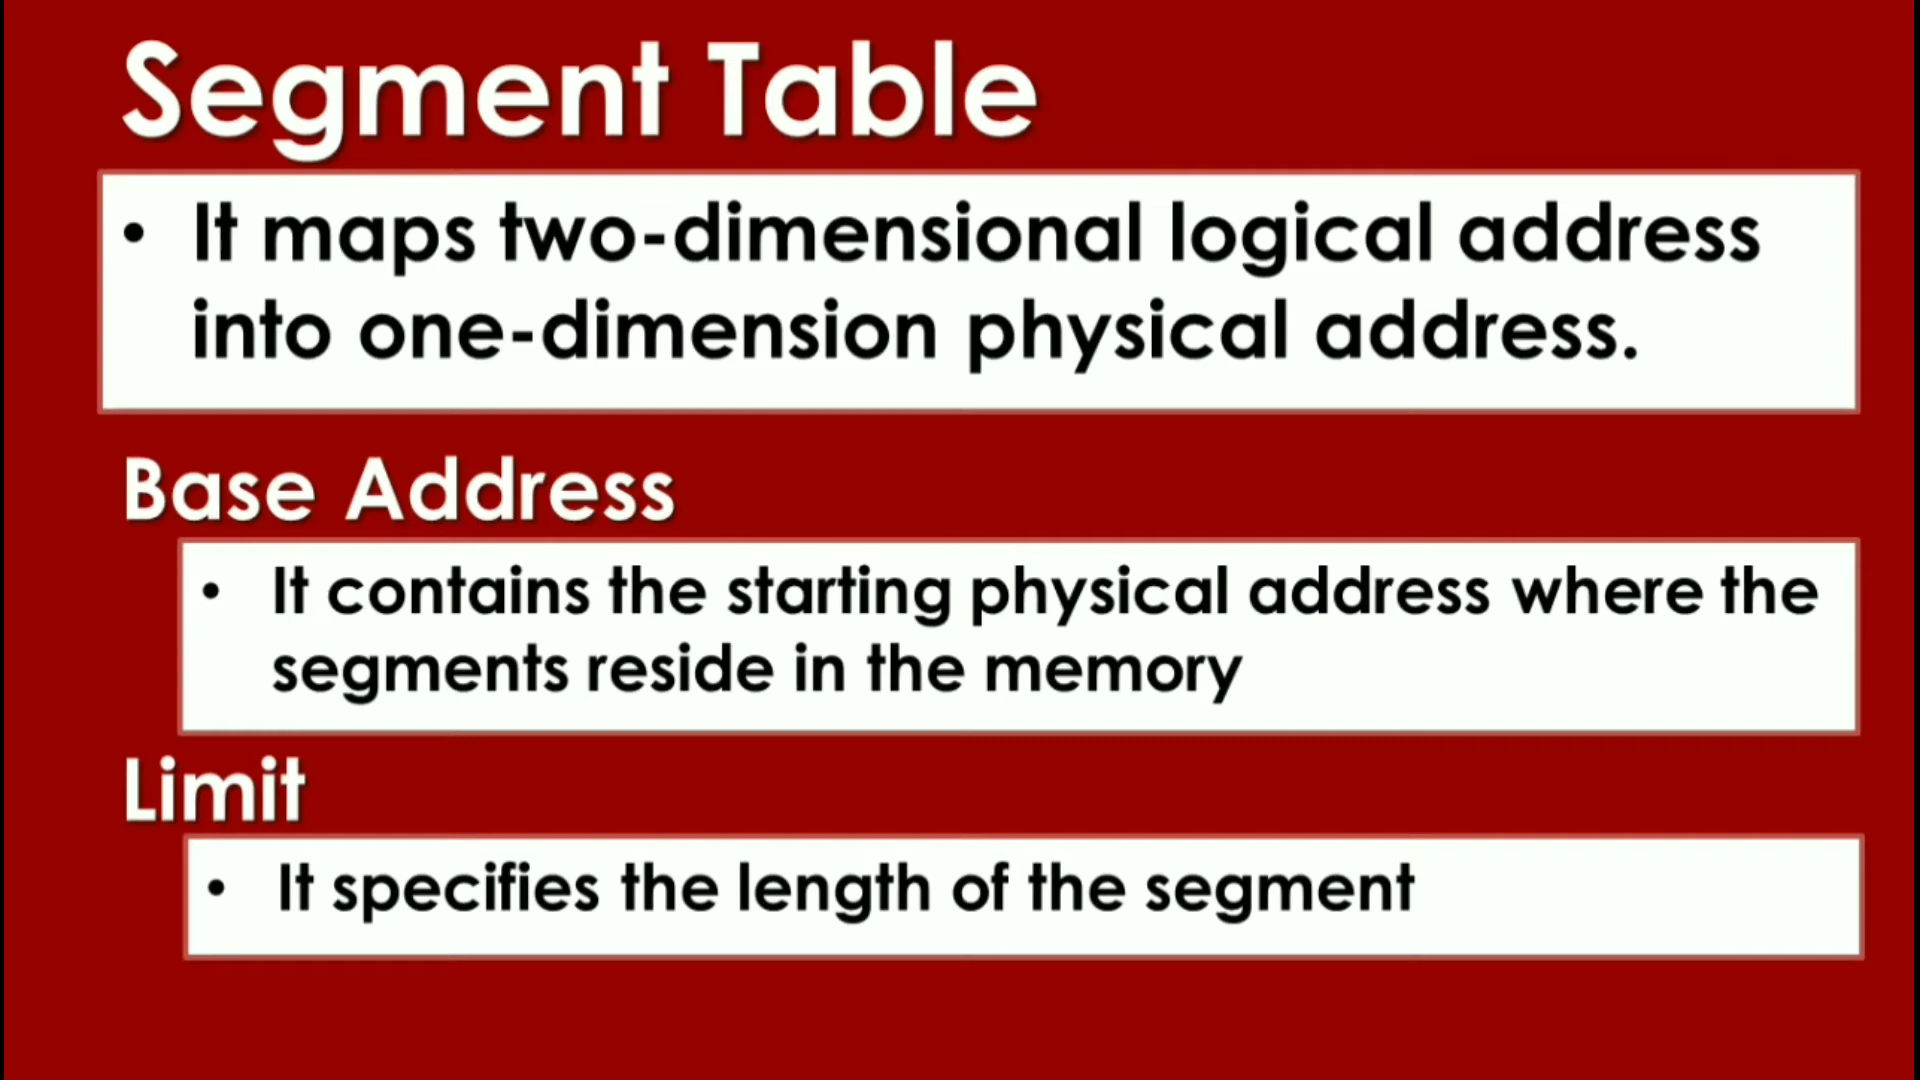 Segment Table
• It maps two-dimensional logical address
into one-dimension physical address.
Base Address
• It contains the starting physical address where the
segments reside in the memory
Limit
• It specifies the length of the segment